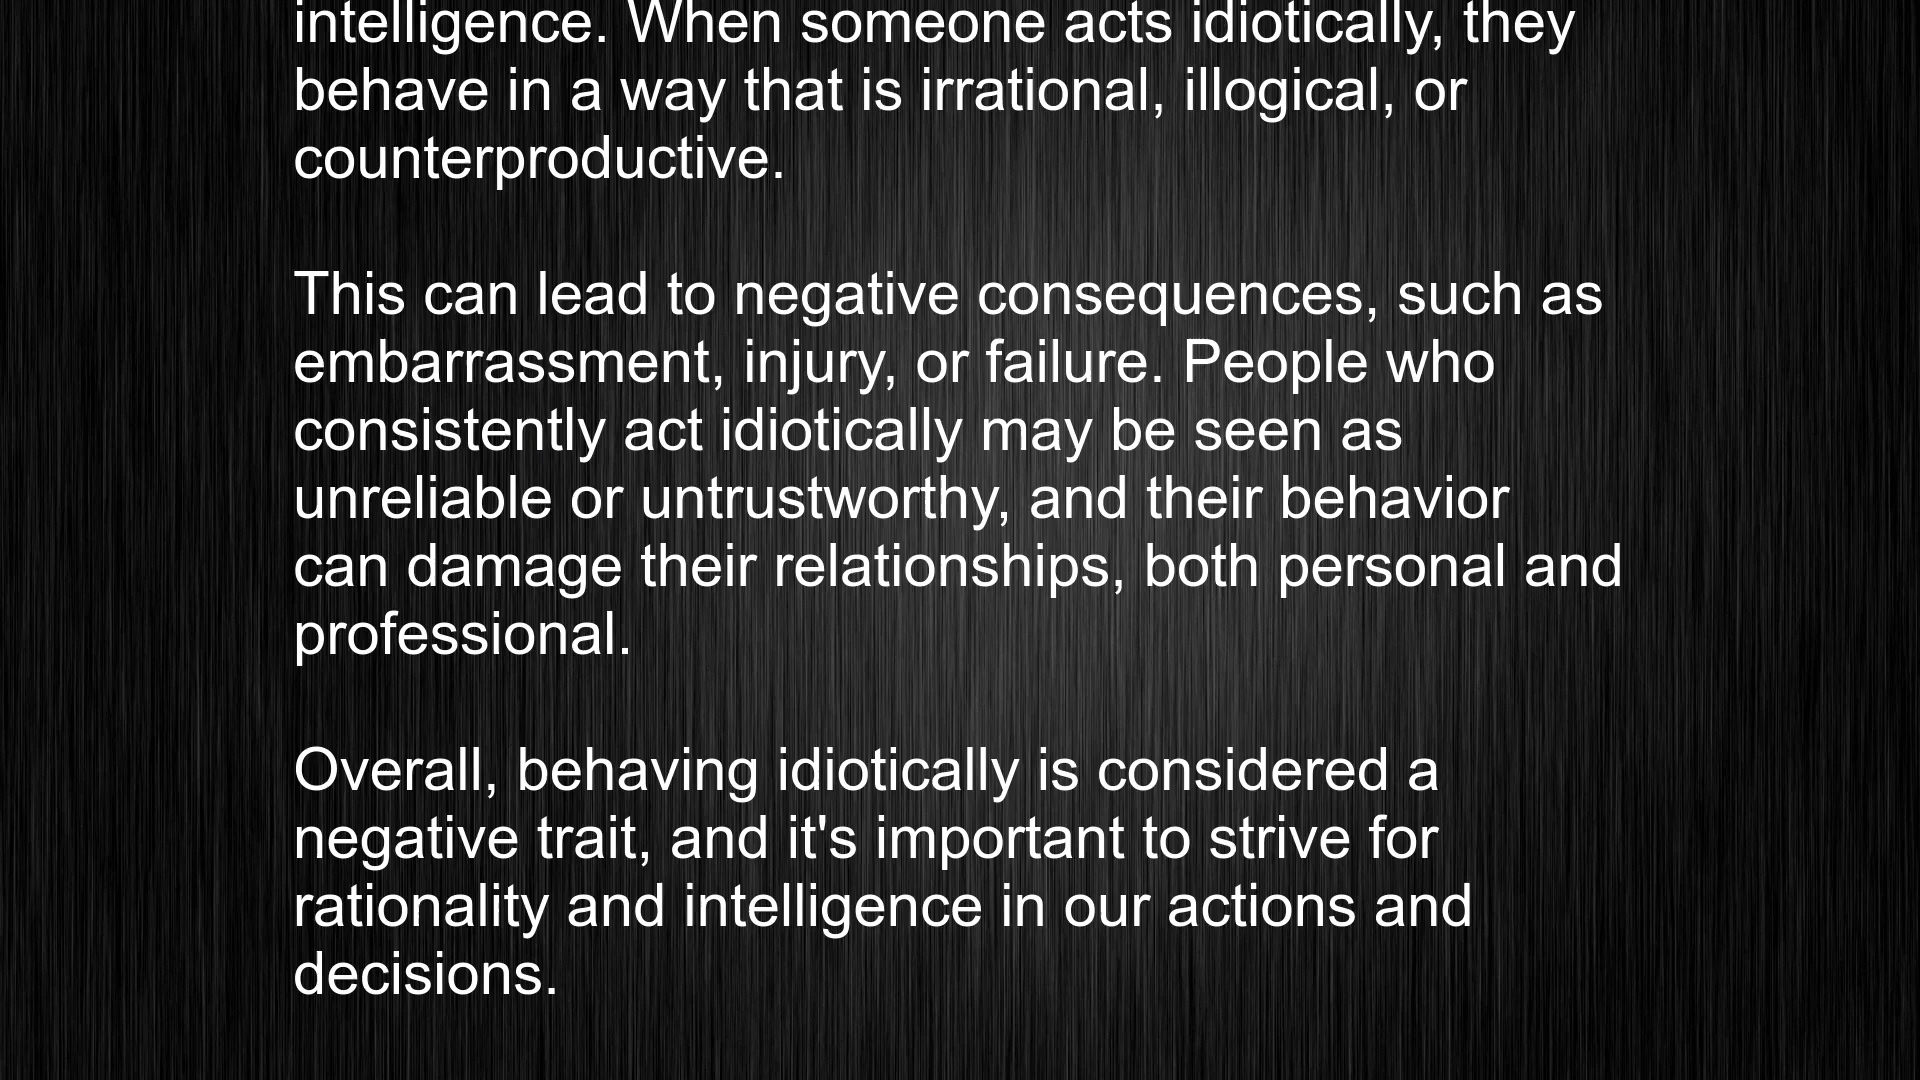 intelligence. When someone acts idiotically, they
behave in a way that is irrational, illogical, or
counterproductive.
This can lead to negative consequences, such as
embarrassment, injury, or failure. People who
consistently act idiotically may be seen as
unreliable or untrustworthy, and their behavior
can damage their relationships, both personal and
professional.
Overall, behaving idiotically is considered a
negative trait, and it's important to strive for
rationality and intelligence in our actions and
decisions.